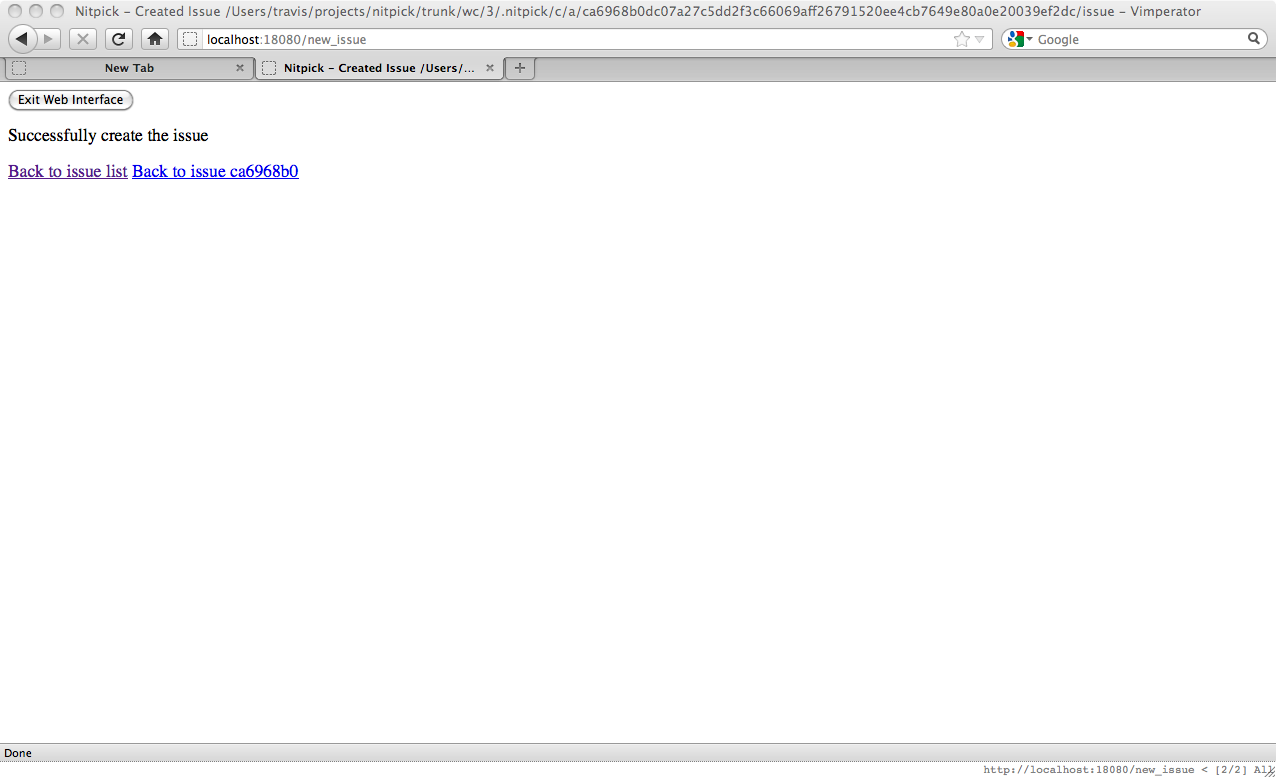 Nitpick – Created Issue /Users/travis/projects/nitpick/trunk/wc/3/.nitpick/c/a/ca6968b0dc07a27c5dd2f3c66069aff26791520ee4cb7649e80a0e20039ef2dc/issue – Vimperator
localhost:18080/new_issue
Google
New Tab
Nitpick – Created Issue /Users/...
Exit Web Interface
Successfully create the issue
Back to issue list Back to issue ca6968b0
Done
http://localhost:18080/new_issue < [2/2] All